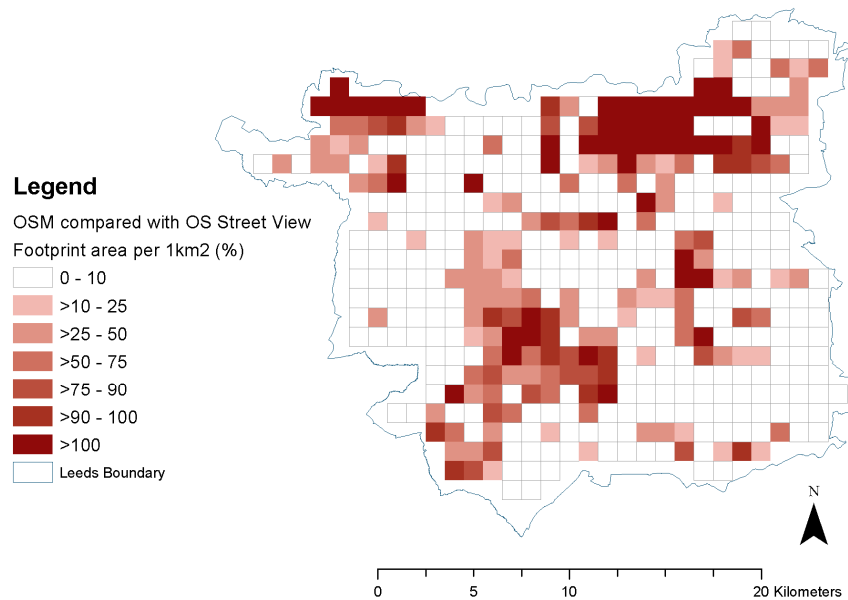 Legend
OSM compared with OS Street View
Footprint area per 1km2 (%)
0 - 10
>10 - 25
>25 - 50
>50 - 75
>75 - 90
>90 - 100
>100
Leeds Boundary
N
0 5 10 20 Kilometers